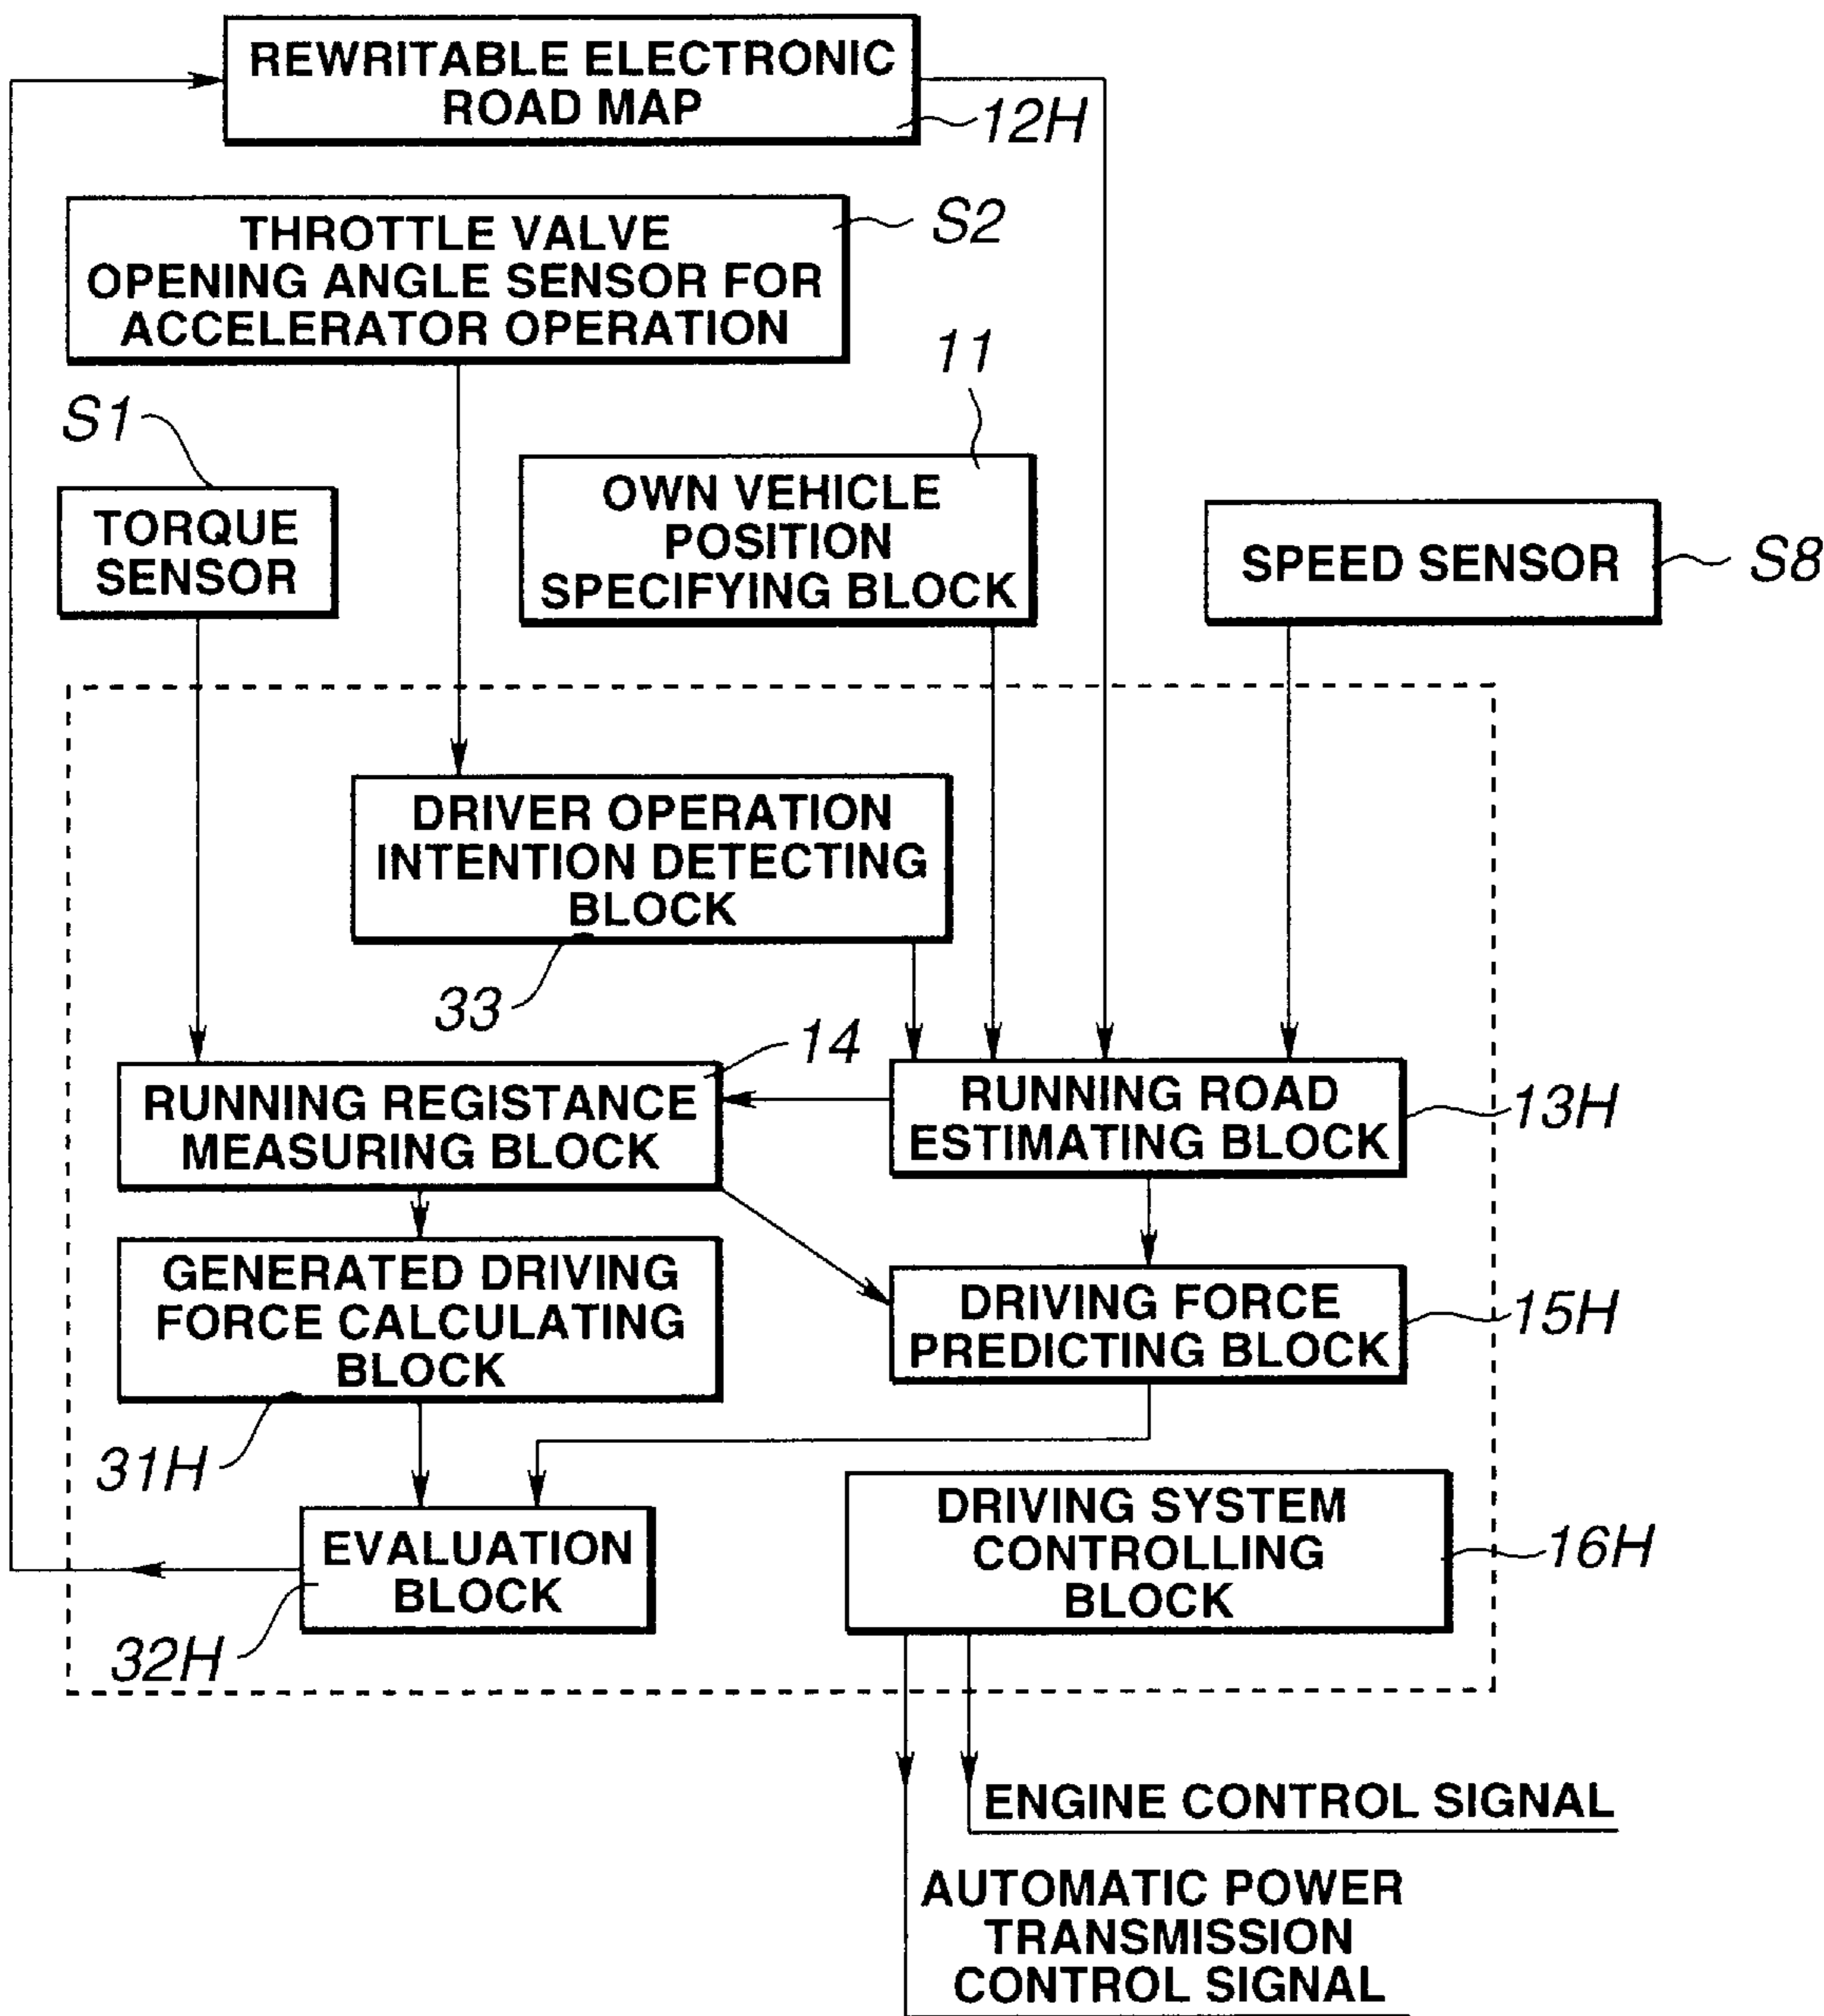 REWRITABLE ELECTRONIC
ROAD MAP
12H
THROTTLE VALVE
OPENING ANGLE SENSOR FOR
ACCELERATOR OPERATION
S2
11
S1
TORQUE
SENSOR
OWN VEHICLE
POSITION
SPECIFYING BLOCK
SPEED SENSOR
S8
DRIVER OPERATION
INTENTION DETECTING
BLOCK
33
14
RUNNING REGISTANCE
MEASURING BLOCK
RUNNING ROAD
ESTIMATING BLOCK
13H
GENERATED DRIVING
FORCE CALCULATING
BLOCK
DRIVING FORCE
PREDICTING BLOCK
15H
31H
EVALUATION
BLOCK
32H
DRIVING SYSTEM
CONTROLLING
BLOCK
16H
ENGINE CONTROL SIGNAL
AUTOMATIC POWER
TRANSMISSION
CONTROL SIGNAL